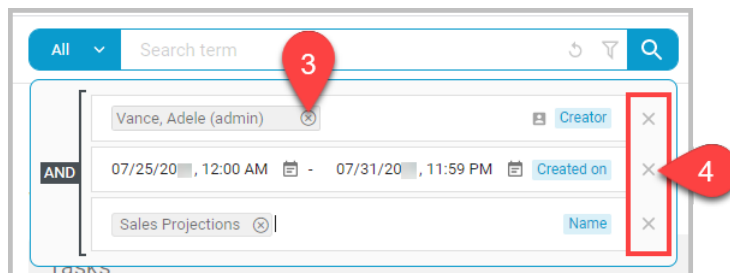 All Search term
3
Vance, Adele (admin) Creator
AND 07/25/20 , 12:00 AM - 07/31/20 , 11:59 PM Created on
4
Sales Projections Name
Tasks